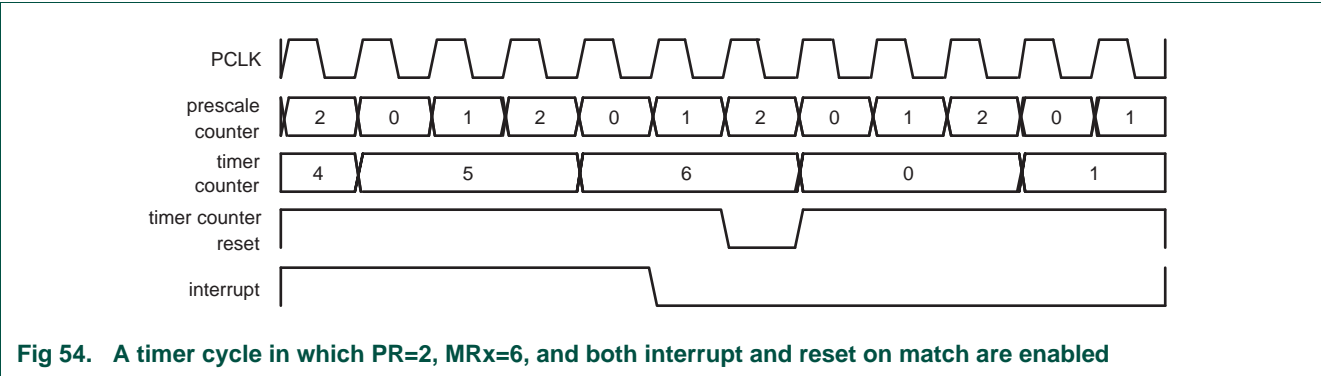 PCLK
prescale
counter
2 0 1 2 0 1 2 0 1 2 0 1
timer
counter
4 5 6 0 1
timer counter
reset
interrupt
Fig 54. A timer cycle in which PR=2, MRx=6, and both interrupt and reset on match are enabled